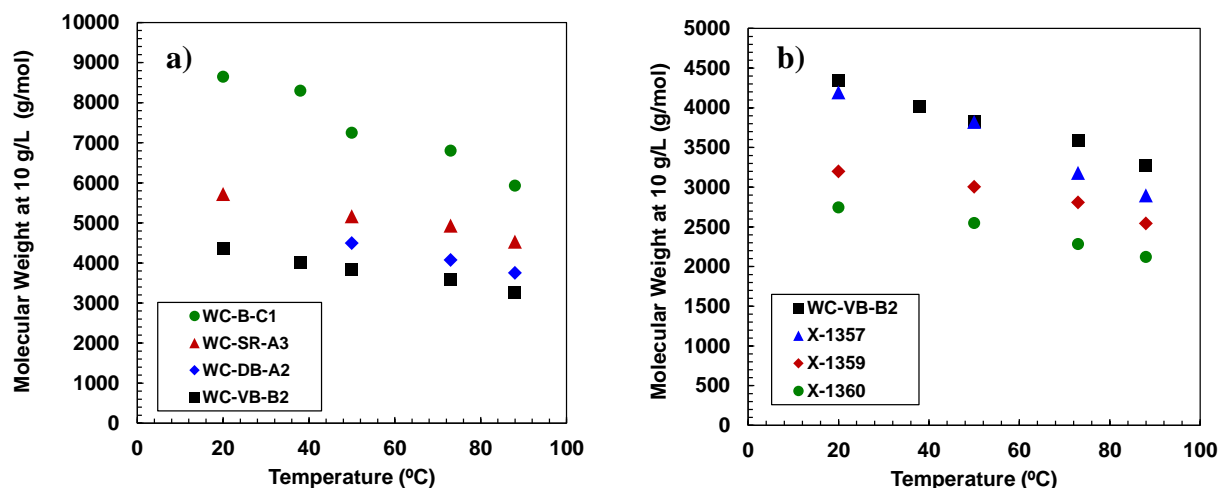 a)
Molecular Weight at 10 g/L (g/mol)
10000
9000
8000
7000
6000
5000
4000
3000
2000
1000
0
WC-B-C1
WC-SR-A3
WC-DB-A2
WC-VB-B2
0 20 40 60 80 100
Temperature (ºC)
b)
Molecular Weight at 10 g/L (g/mol)
5000
4500
4000
3500
3000
2500
2000
1500
1000
500
0
WC-VB-B2
X-1357
X-1359
X-1360
0 20 40 60 80 100
Temperature (ºC)